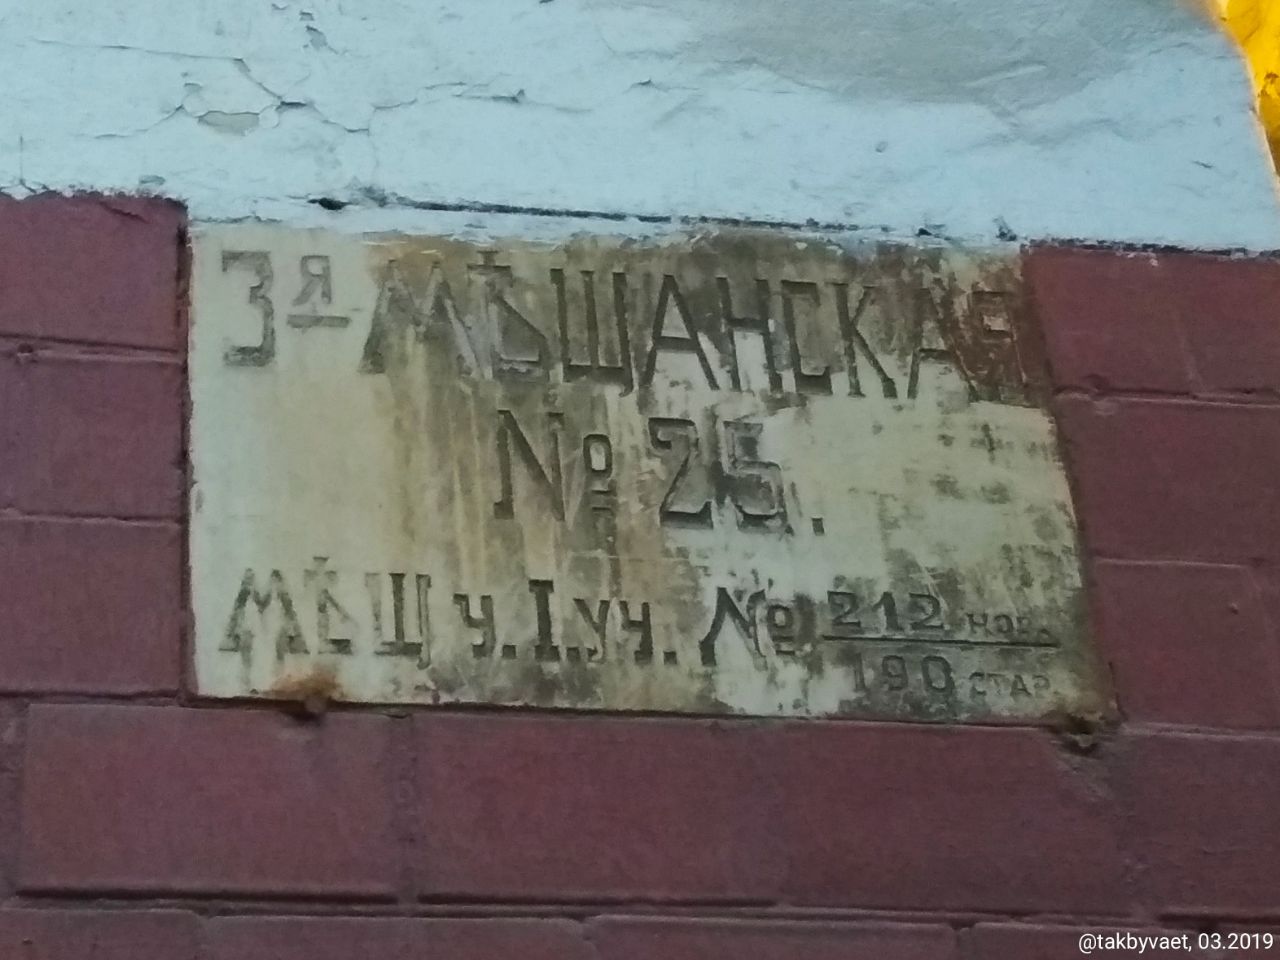 3я МѢЩАНСКАЯ
№ 25.
МѢЩ Ч. I. УЧ. № 212 НОВ.
190 СТАР.
@takbyvaet, 03.2019